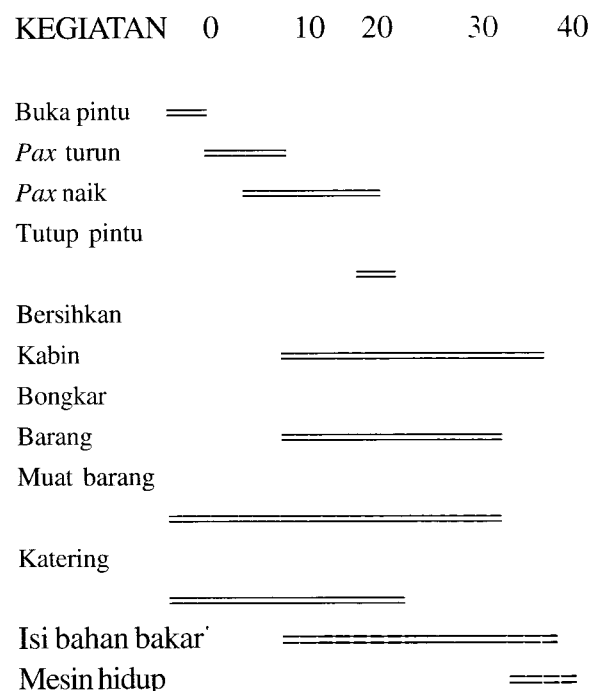 KEGIATAN 0 10 20 30 40
Buka pintu
Pax turun
Pax naik
Tutup pintu
Bersihkan
Kabin
Bongkar
Barang
Muat barang
Katering
Isi bahan bakar
Mesin hidup